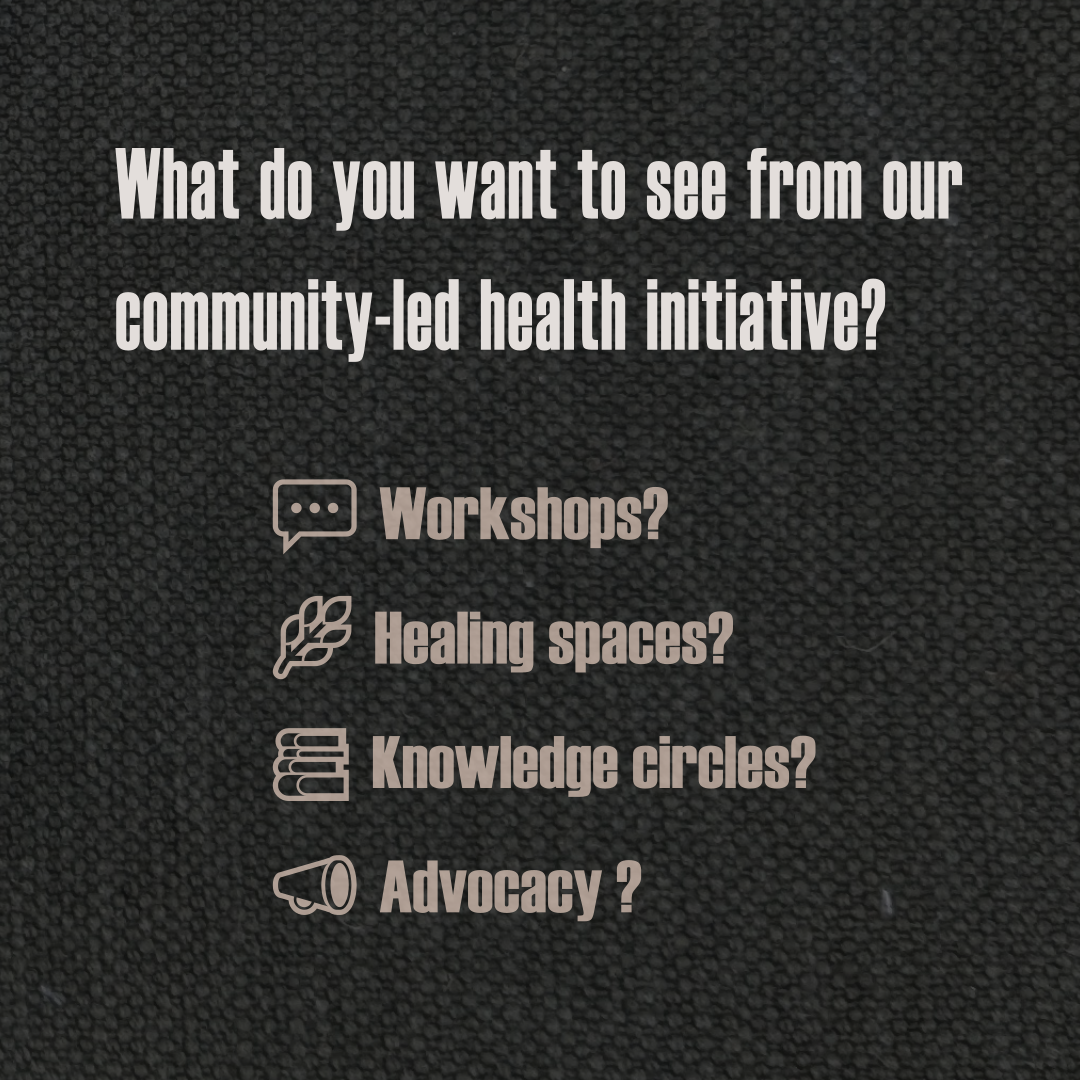 What do you want to see from our
community-led health initiative?
Workshops?
Healing spaces?
Knowledge circles?
Advocacy ?